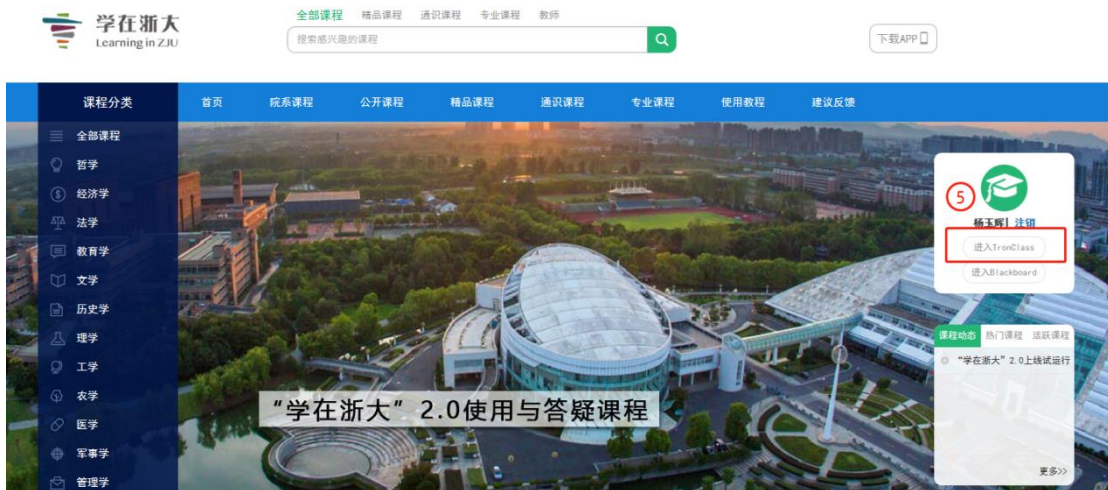 学在浙大
Learning in ZJU
全部课程 精品课程 通识课程 专业课程 教师
搜索感兴趣的课程
下载APP
课程分类 首页 院系课程 公开课程 精品课程 通识课程 专业课程 使用教程 建议反馈
全部课程
哲学
经济学
法学
教育学
文学
历史学
理学
工学
农学
医学
军事学
管理学
⑤
杨玉辉| 注销
进入TronClass
进入Blackboard
课程动态 热门课程 活跃课程
“学在浙大”2.0上线试运行
更多>>
“学在浙大”2.0使用与答疑课程